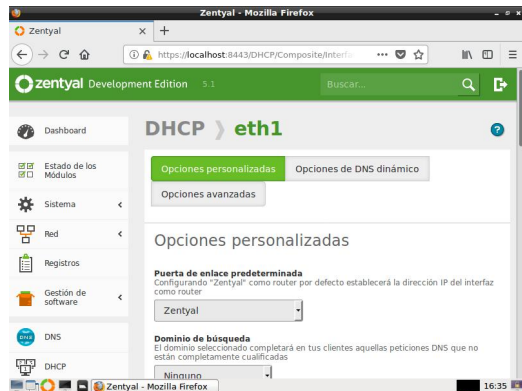 Zentyal - Mozilla Firefox
Zentyal
https://localhost:8443/DHCP/Composite/Interfa
zentyal Development Edition 5.1
Buscar...
Dashboard
Estado de los
Módulos
Sistema
Red
Registros
Gestión de
software
DNS
DHCP
DHCP eth1
Opciones personalizadas
Opciones de DNS dinámico
Opciones avanzadas
Opciones personalizadas
Puerta de enlace predeterminada
Configurando "Zentyal" como router por defecto establecerá la dirección IP del interfaz
como router
Zentyal
Dominio de búsqueda
El dominio seleccionado completará en tus clientes aquellas peticiones DNS que no
están completamente cualificadas
Ninguno
Zentyal - Mozilla Firefox
16:35